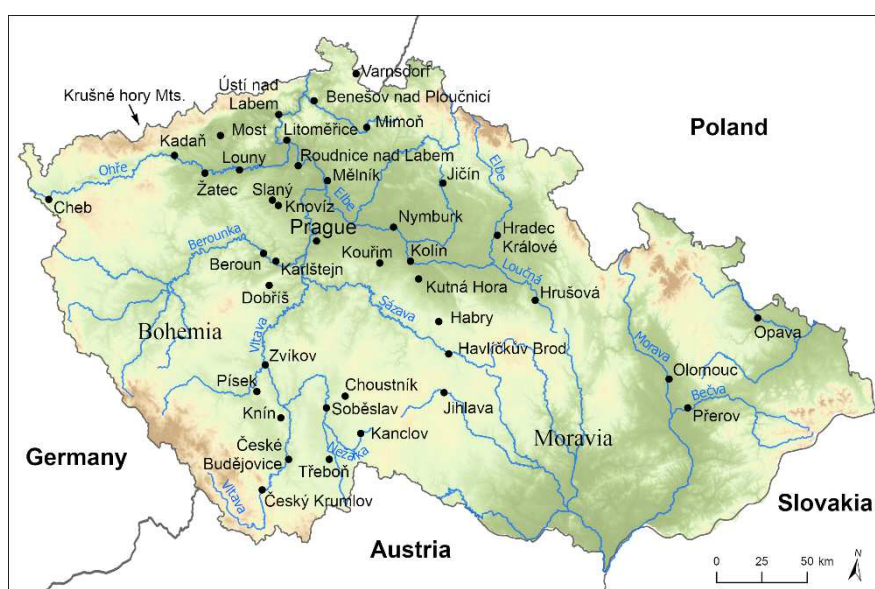 Varnsdorf
Ústí nad
Labem
Benešov nad Ploučnicí
Krušné hory Mts.
Mimoň
Most
Litoměřice
Poland
Kadaň
Louny
Roudnice nad Labem
Ohře
Žatec
Mělník
Jičín
Elbe
Elbe
Cheb
Slaný
Knovíz
Nymburk
Prague
Hradec
Králové
Berounka
Kouřim
Kolín
Beroun
Karlštejn
Loučná
Kutná Hora
Dobříš
Hrušová
Sázava
Habry
Bohemia
Vltava
Opava
Morava
Zvíkov
Havlíčkův Brod
Olomouc
Písek
Choustník
Bečva
Knín
Soběslav
Jihlava
Přerov
Kanclov
Moravia
České
Budějovice
Nežárka
Třeboň
Germany
Vltava
Český Krumlov
Slovakia
Austria
N
0 25 50 km